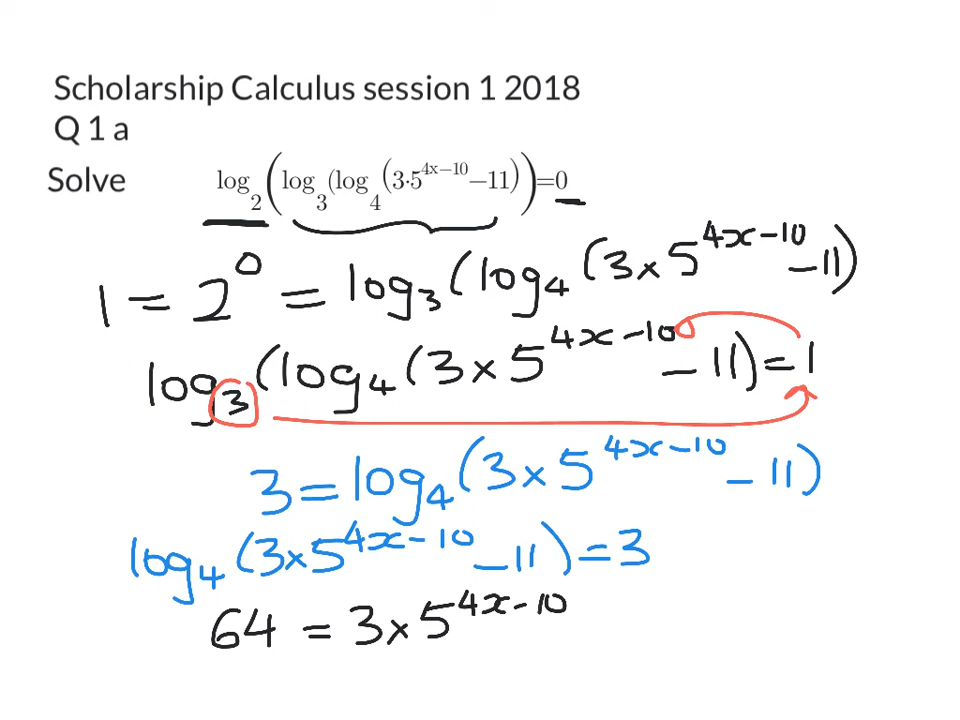 Scholarship Calculus session 1 2018
Q 1 a
Solve log₂(log₃(log₄(3·5^{4x−10}−11))=0
1 = 2⁰ = log₃(log₄(3×5^{4x−10}−11)
log₃(log₄(3×5^{4x−10}−11)=1
3=log₄(3×5^{4x−10}−11)
log₄(3×5^{4x−10}−11)=3
64 = 3×5^{4x−10}